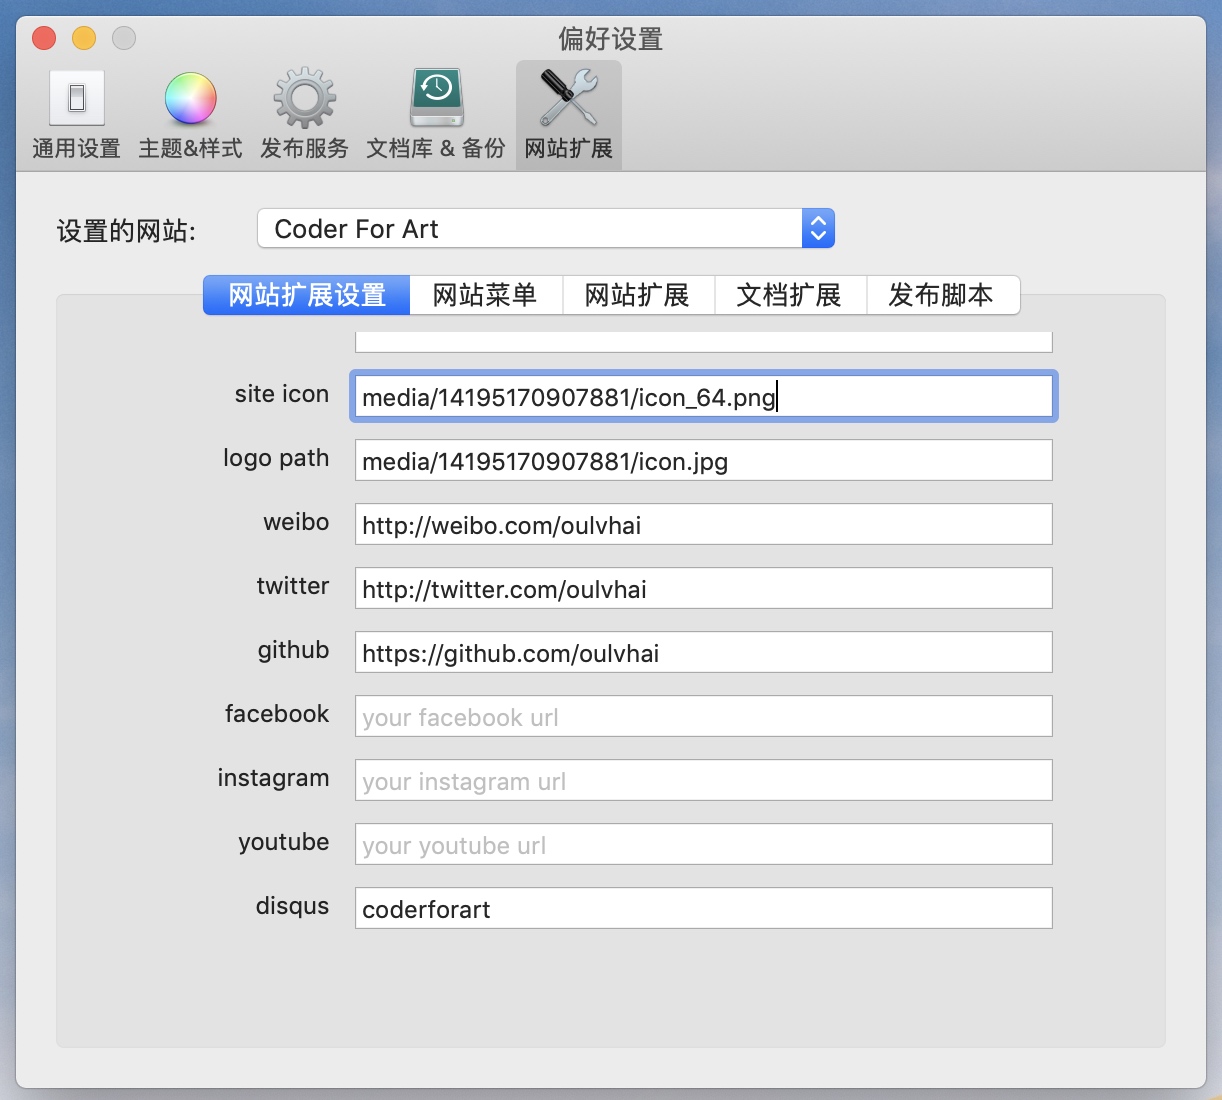 偏好设置
通用设置 主题&样式 发布服务 文档库 & 备份 网站扩展
设置的网站: Coder For Art
网站扩展设置 网站菜单 网站扩展 文档扩展 发布脚本
site icon media/14195170907881/icon_64.png
logo path media/14195170907881/icon.jpg
weibo http://weibo.com/oulvhai
twitter http://twitter.com/oulvhai
github https://github.com/oulvhai
facebook your facebook url
instagram your instagram url
youtube your youtube url
disqus coderforart